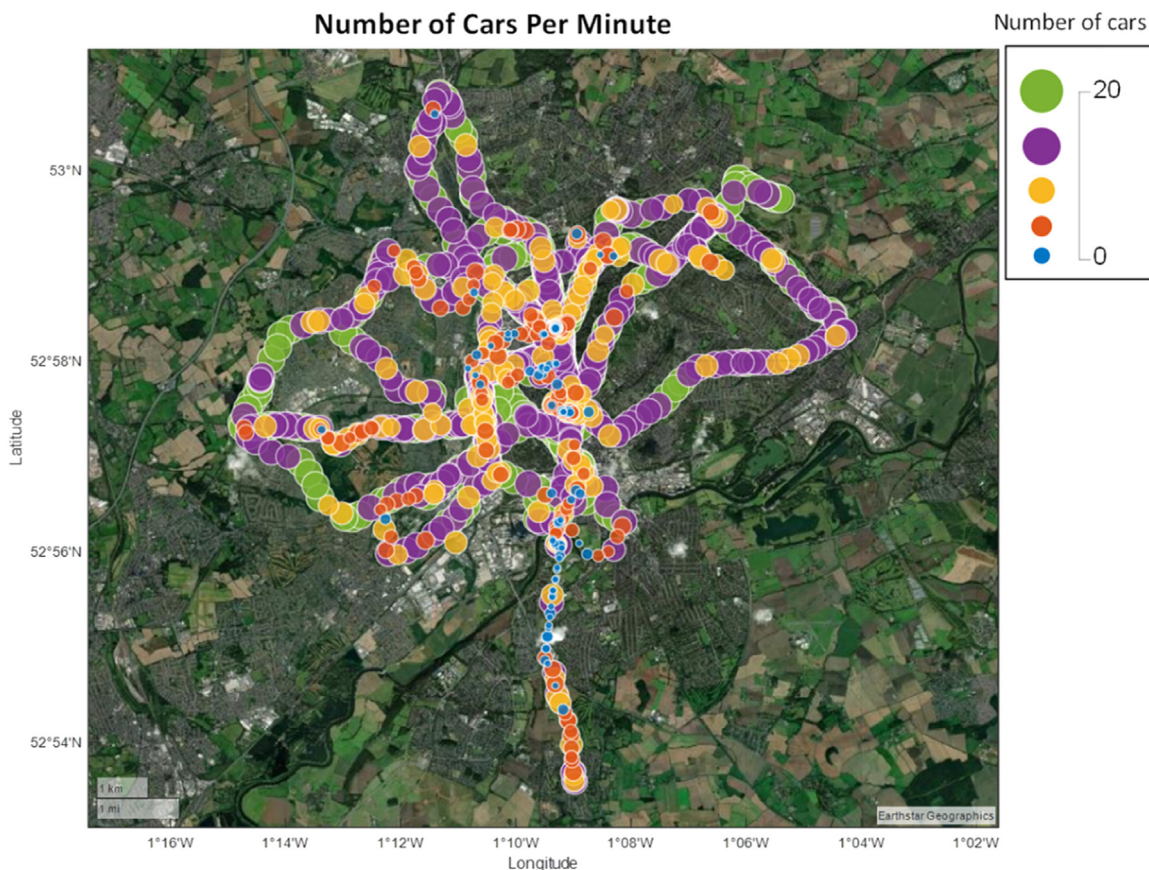 Number of Cars Per Minute
Number of cars
20
0
53°N
52°58'N
52°56'N
52°54'N
Latitude
1 km
1 mi
Earthstar Geographics
1°16'W
1°14'W
1°12'W
1°10'W
1°08'W
1°06'W
1°04'W
1°02'W
Longitude